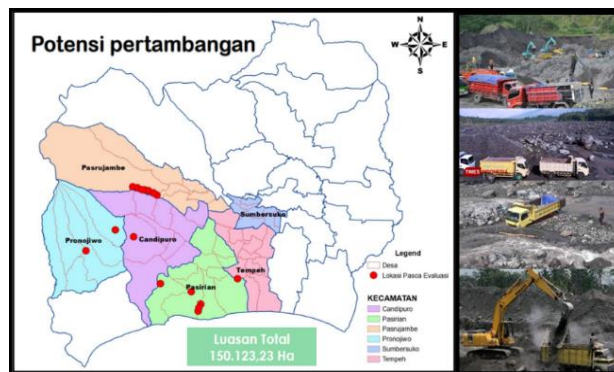 Potensi pertambangan
N
W E
S
Pasrujambe
Sumbersuko
Pronojiwo
Candipuro
Tempeh
Pasirian
Legend
Desa
Lokasi Pasca Evaluasi
KECAMATAN
Candipuro
Pasirian
Pasrujambe
Pronojiwo
Sumbersuko
Tempeh
Luasan Total
150.123,23 Ha
TIMES